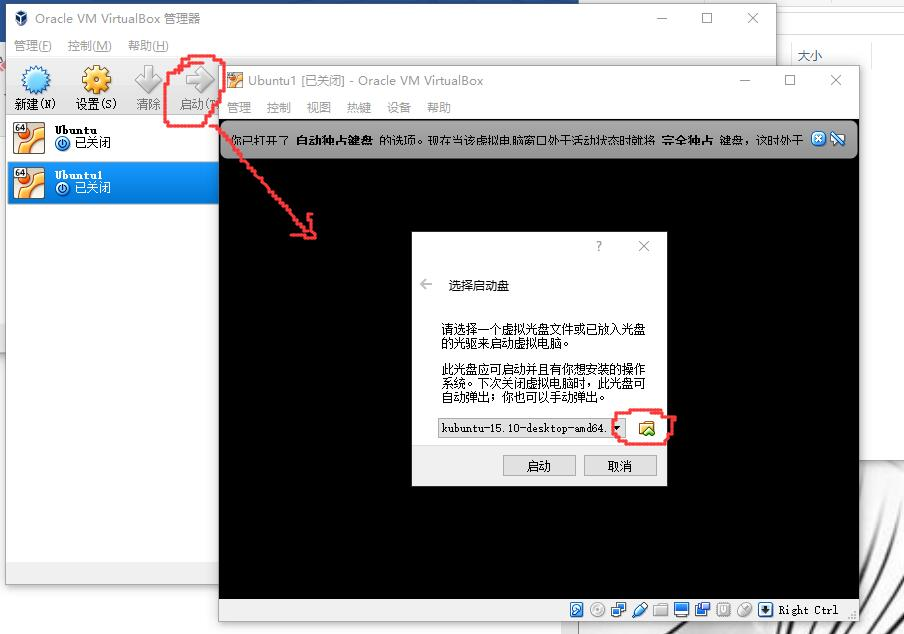 Oracle VM VirtualBox 管理器
管理(F) 控制(M) 帮助(H)
大小
新建(N) 设置(S) 清除 启动(T
Ubuntu
已关闭
Ubuntu1
已关闭
Ubuntu1 [已关闭] - Oracle VM VirtualBox
管理 控制 视图 热键 设备 帮助
你已打开了 自动独占键盘 的选项。现在当该虚拟电脑窗口处于活动状态时就将 完全独占 键盘，这时处于
?
选择启动盘
请选择一个虚拟光盘文件或已放入光盘
的光驱来启动虚拟电脑。
此光盘应可启动并且有你想安装的操作
系统。下次关闭虚拟电脑时，此光盘可
自动弹出；你也可以手动弹出。
kubuntu-15.10-desktop-amd64.
启动 取消
Right Ctrl
64
64